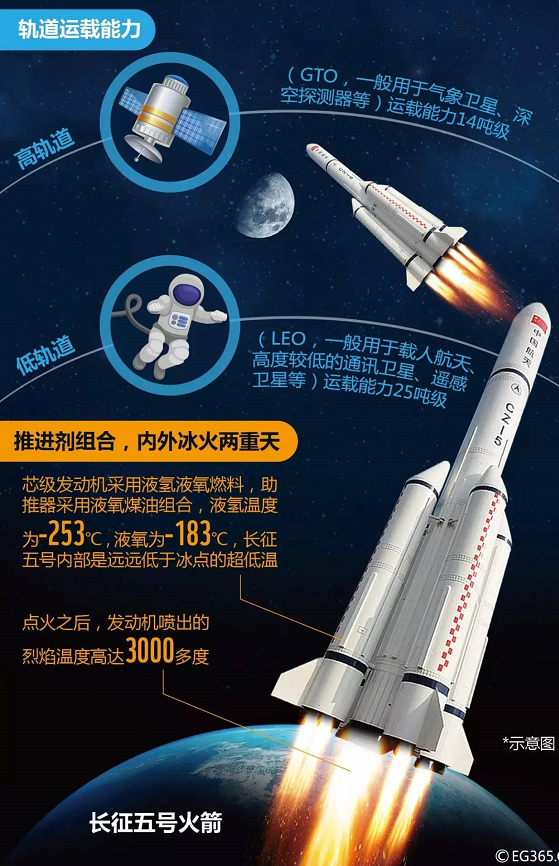 轨道运载能力
（GTO，一般用于气象卫星、深
空探测器等）运载能力14吨级
高轨道
低轨道
（LEO，一般用于载人航天、
高度较低的通讯卫星、遥感
卫星等）运载能力25吨级
中国航天
CZ-5
推进剂组合，内外冰火两重天
芯级发动机采用液氢液氧燃料，助
推器采用液氧煤油组合，液氢温度
为-253℃，液氧为-183℃，长征
五号内部是远远低于冰点的超低温
点火之后，发动机喷出的
烈焰温度高达3000多度
*示意图
长征五号火箭
©EG365